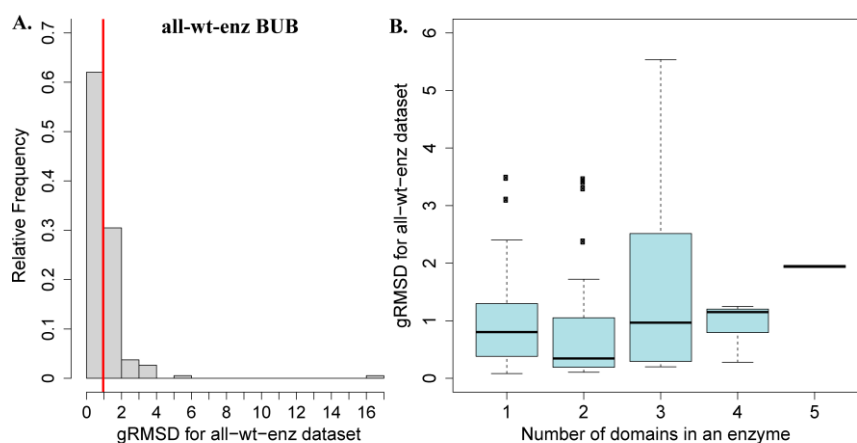 A.
all-wt-enz BUB
Relative Frequency
0.7
0.6
0.5
0.4
0.3
0.2
0.1
0
0 2 4 6 8 10 12 14 16
gRMSD for all-wt-enz dataset
B.
gRMSD for all-wt-enz dataset
6
5
4
3
2
1
0
1 2 3 4 5
Number of domains in an enzyme